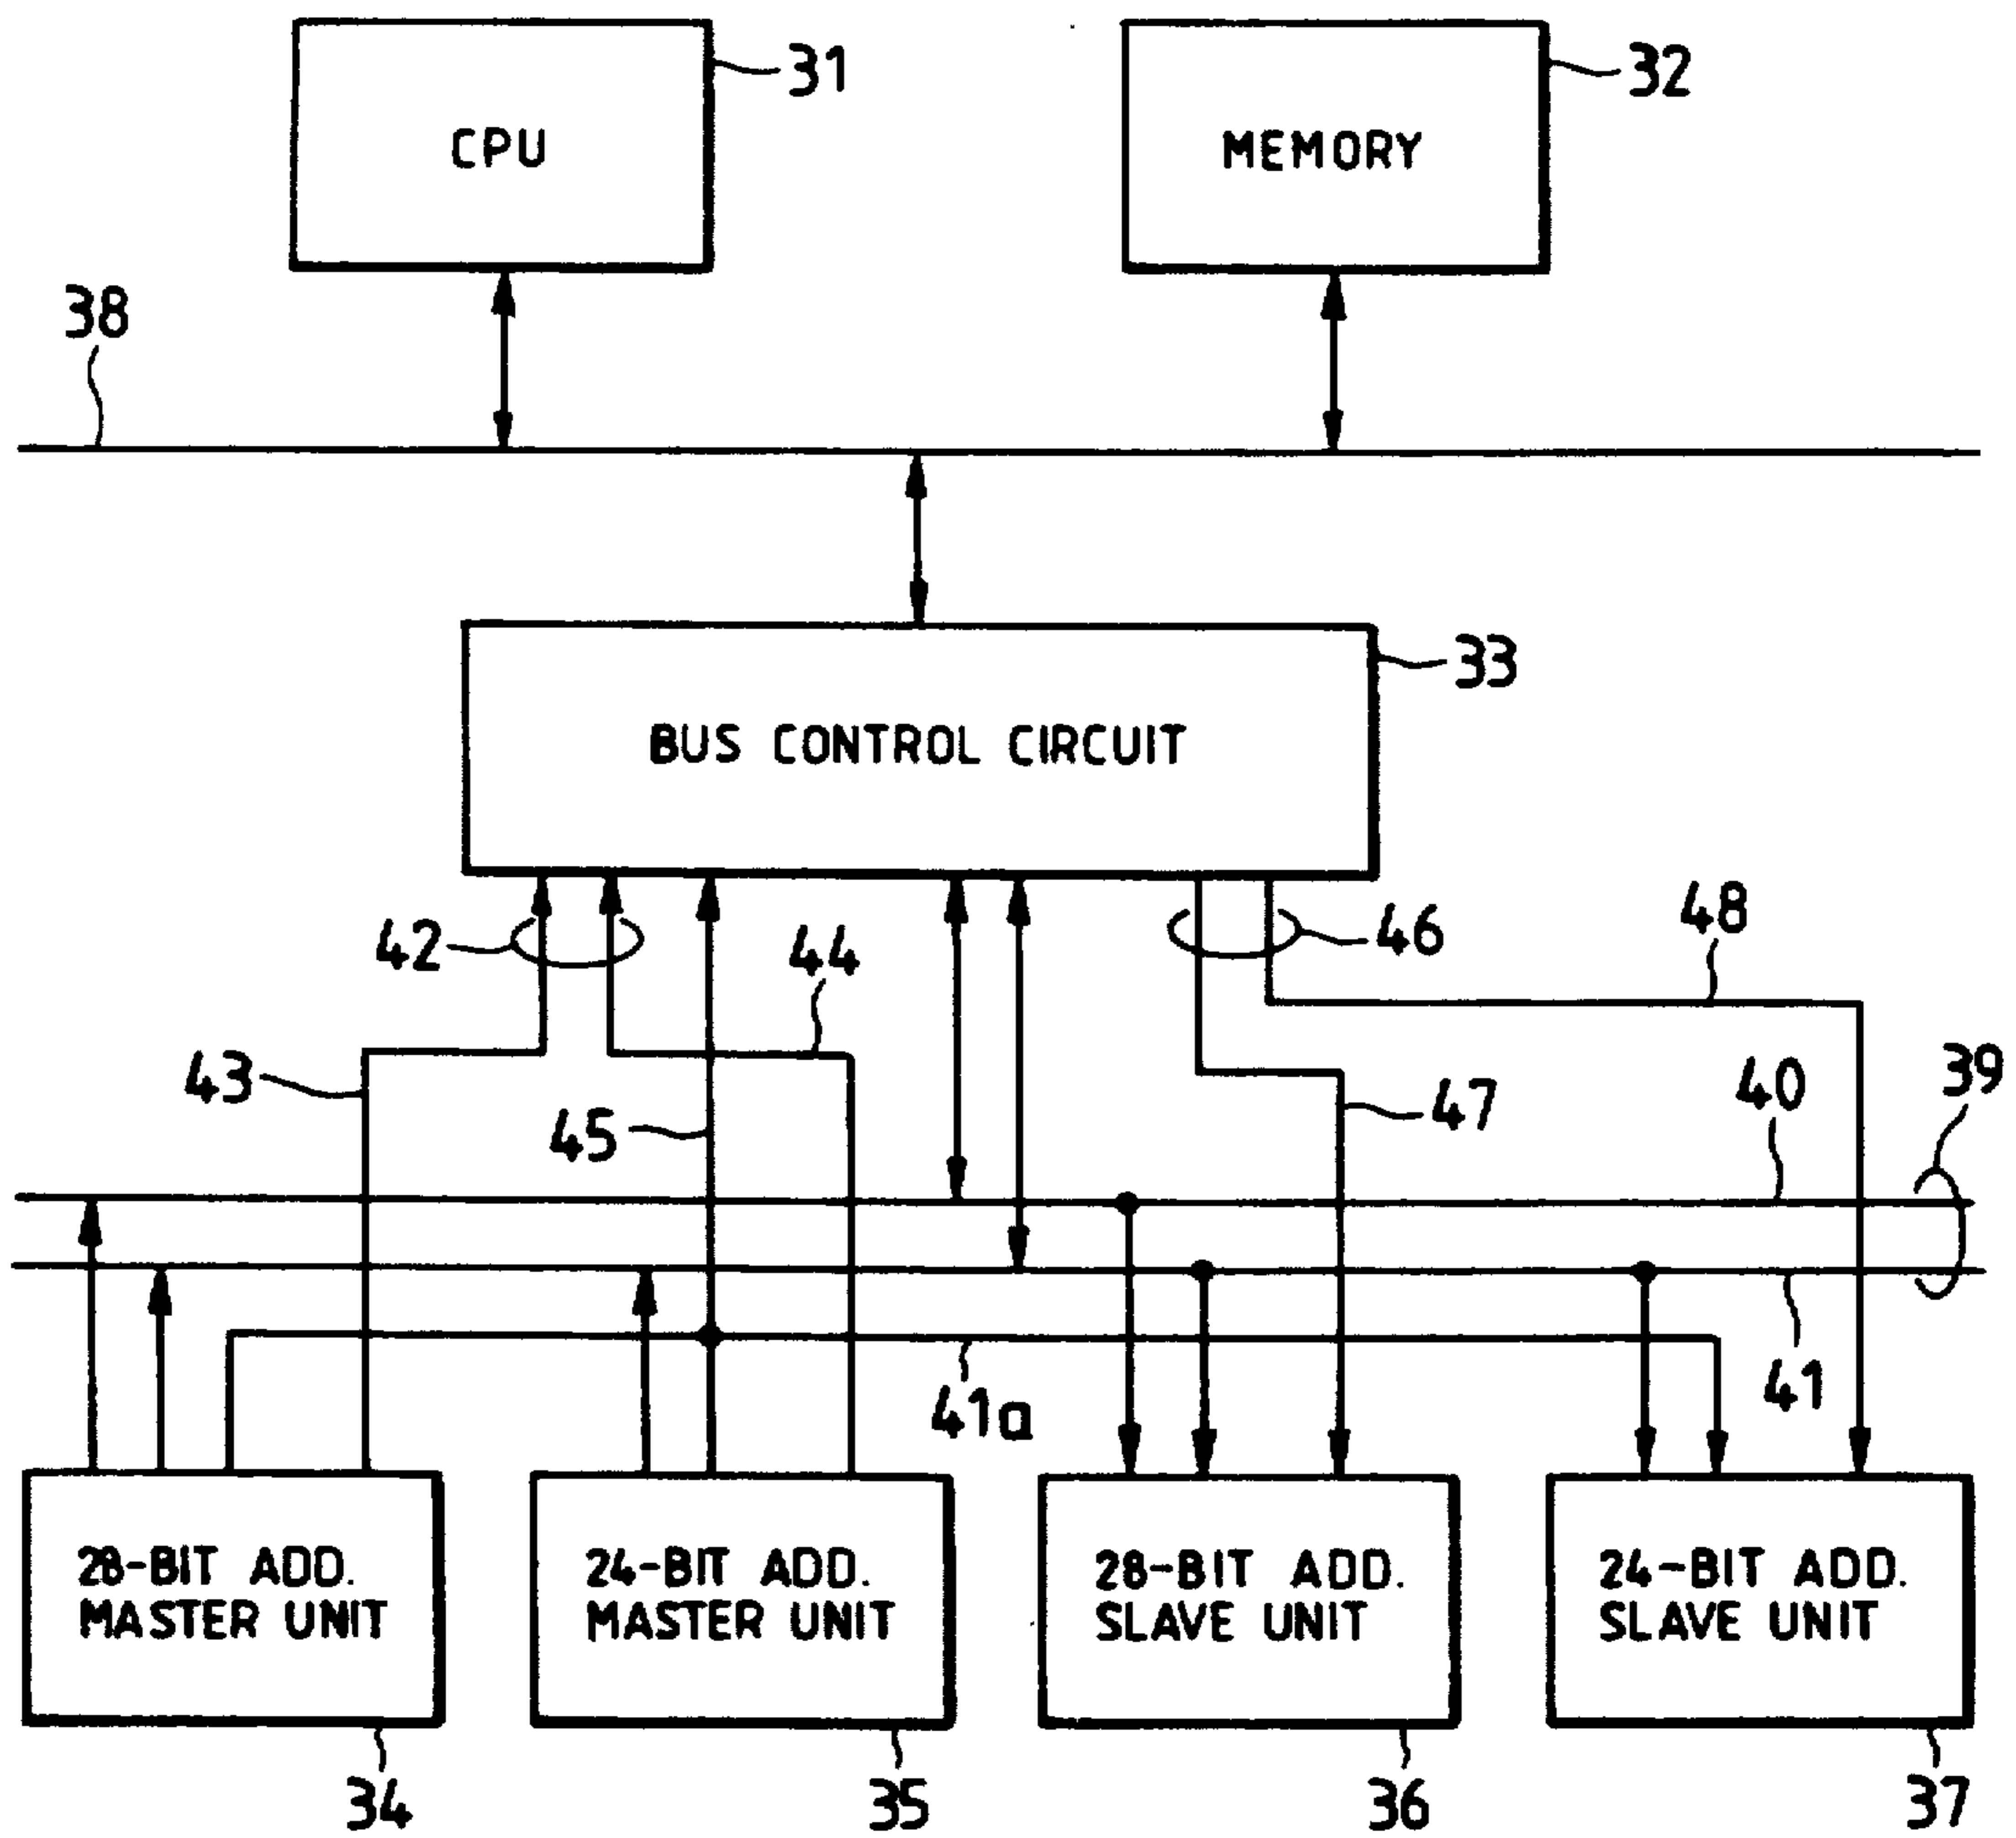 31
32
CPU
MEMORY
38
33
BUS CONTROL CIRCUIT
42
44
46
48
43
45
47
40
39
41a
41
28-BIT ADD.
MASTER UNIT
24-BIT ADD.
MASTER UNIT
28-BIT ADD.
SLAVE UNIT
24-BIT ADD.
SLAVE UNIT
34
35
36
37